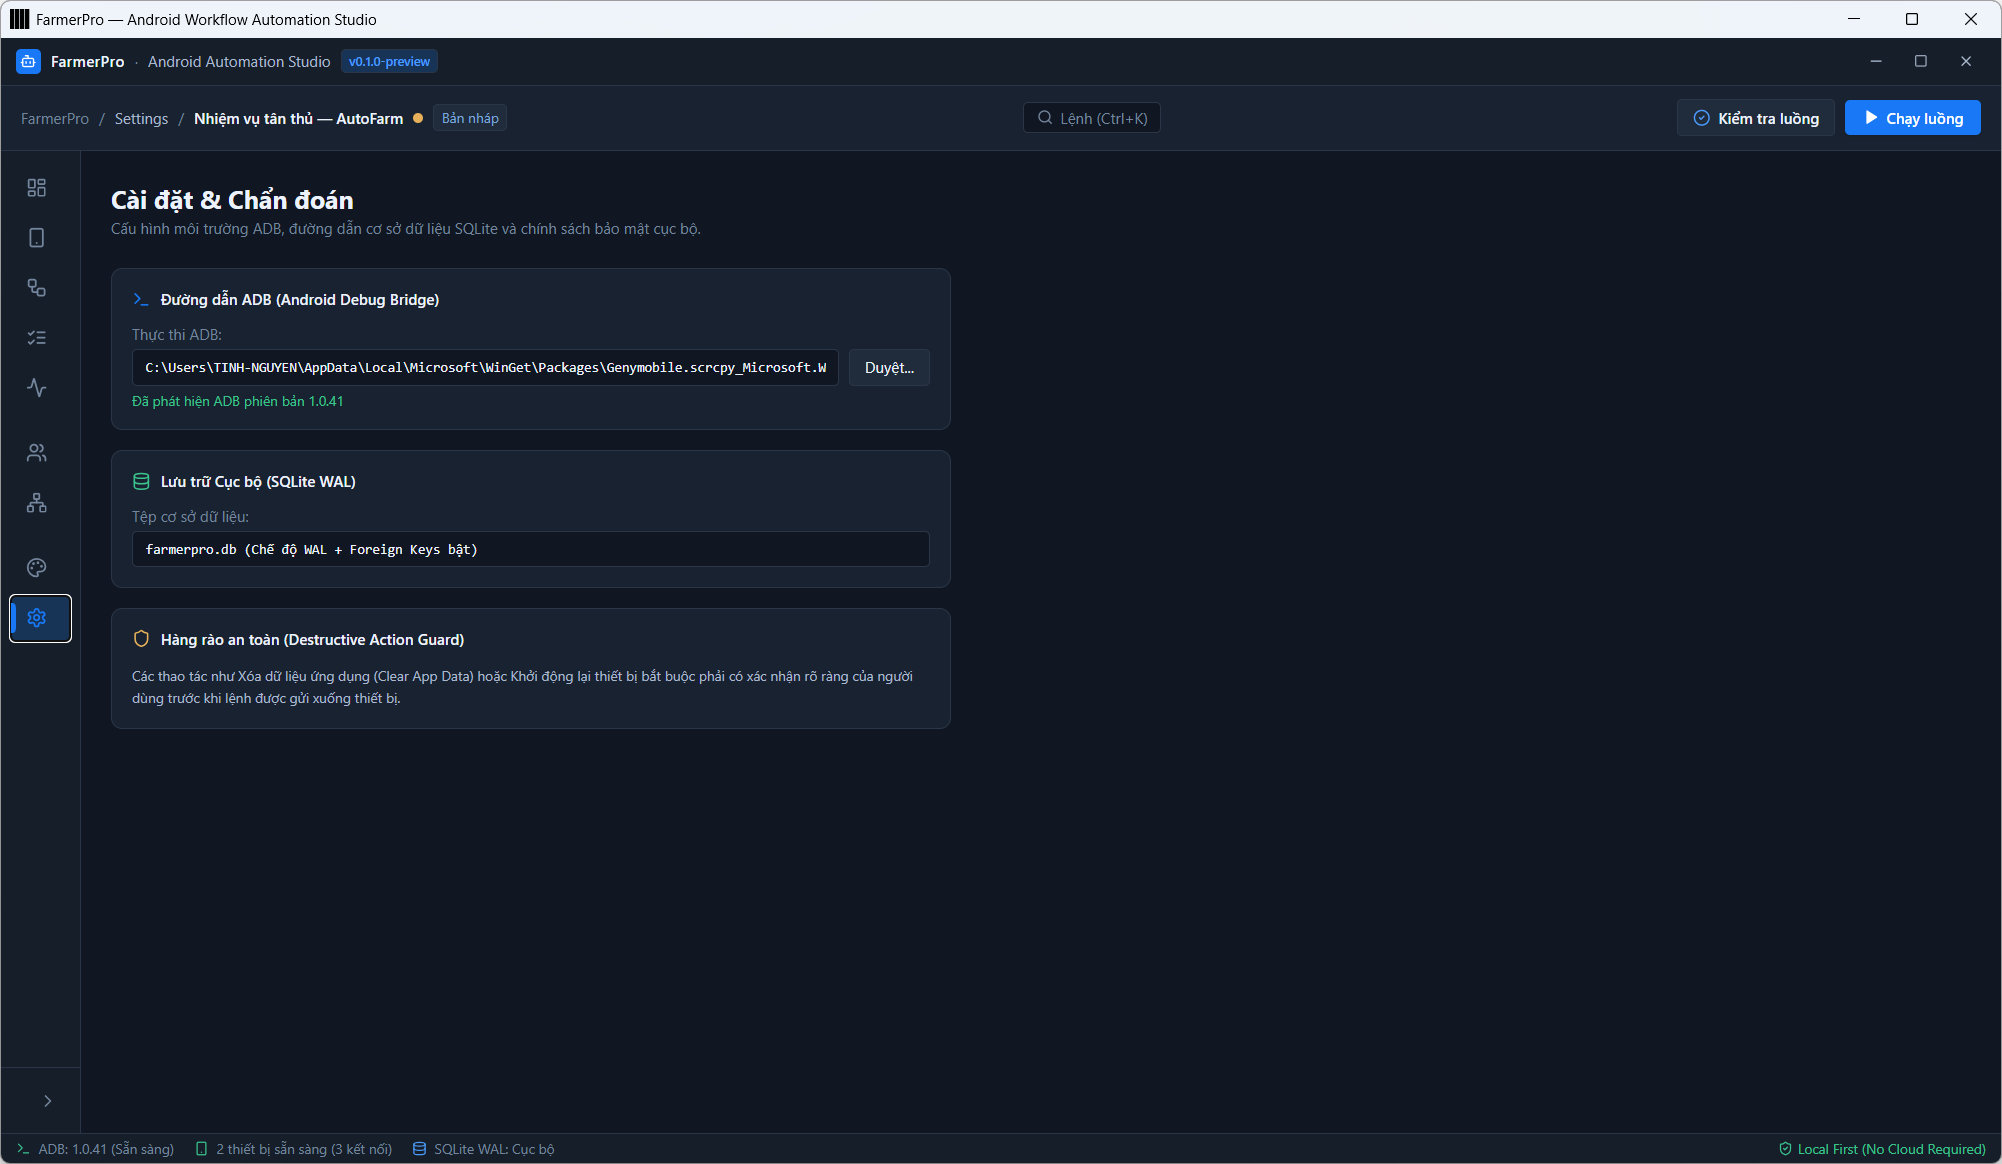 FarmerPro — Android Workflow Automation Studio
FarmerPro · Android Automation Studio v0.1.0-preview
FarmerPro / Settings / Nhiệm vụ tân thủ — AutoFarm Bản nháp
Lệnh (Ctrl+K)
Kiểm tra luồng
Chạy luồng
Cài đặt & Chẩn đoán
Cấu hình môi trường ADB, đường dẫn cơ sở dữ liệu SQLite và chính sách bảo mật cục bộ.
Đường dẫn ADB (Android Debug Bridge)
Thực thi ADB:
C:\Users\TINH-NGUYEN\AppData\Local\Microsoft\WinGet\Packages\Genymobile.scrcpy_Microsoft.W
Duyệt...
Đã phát hiện ADB phiên bản 1.0.41
Lưu trữ Cục bộ (SQLite WAL)
Tệp cơ sở dữ liệu:
farmerpro.db (Chế độ WAL + Foreign Keys bật)
Hàng rào an toàn (Destructive Action Guard)
Các thao tác như Xóa dữ liệu ứng dụng (Clear App Data) hoặc Khởi động lại thiết bị bắt buộc phải có xác nhận rõ ràng của người
dùng trước khi lệnh được gửi xuống thiết bị.
ADB: 1.0.41 (Sẵn sàng)
2 thiết bị sẵn sàng (3 kết nối)
SQLite WAL: Cục bộ
Local First (No Cloud Required)